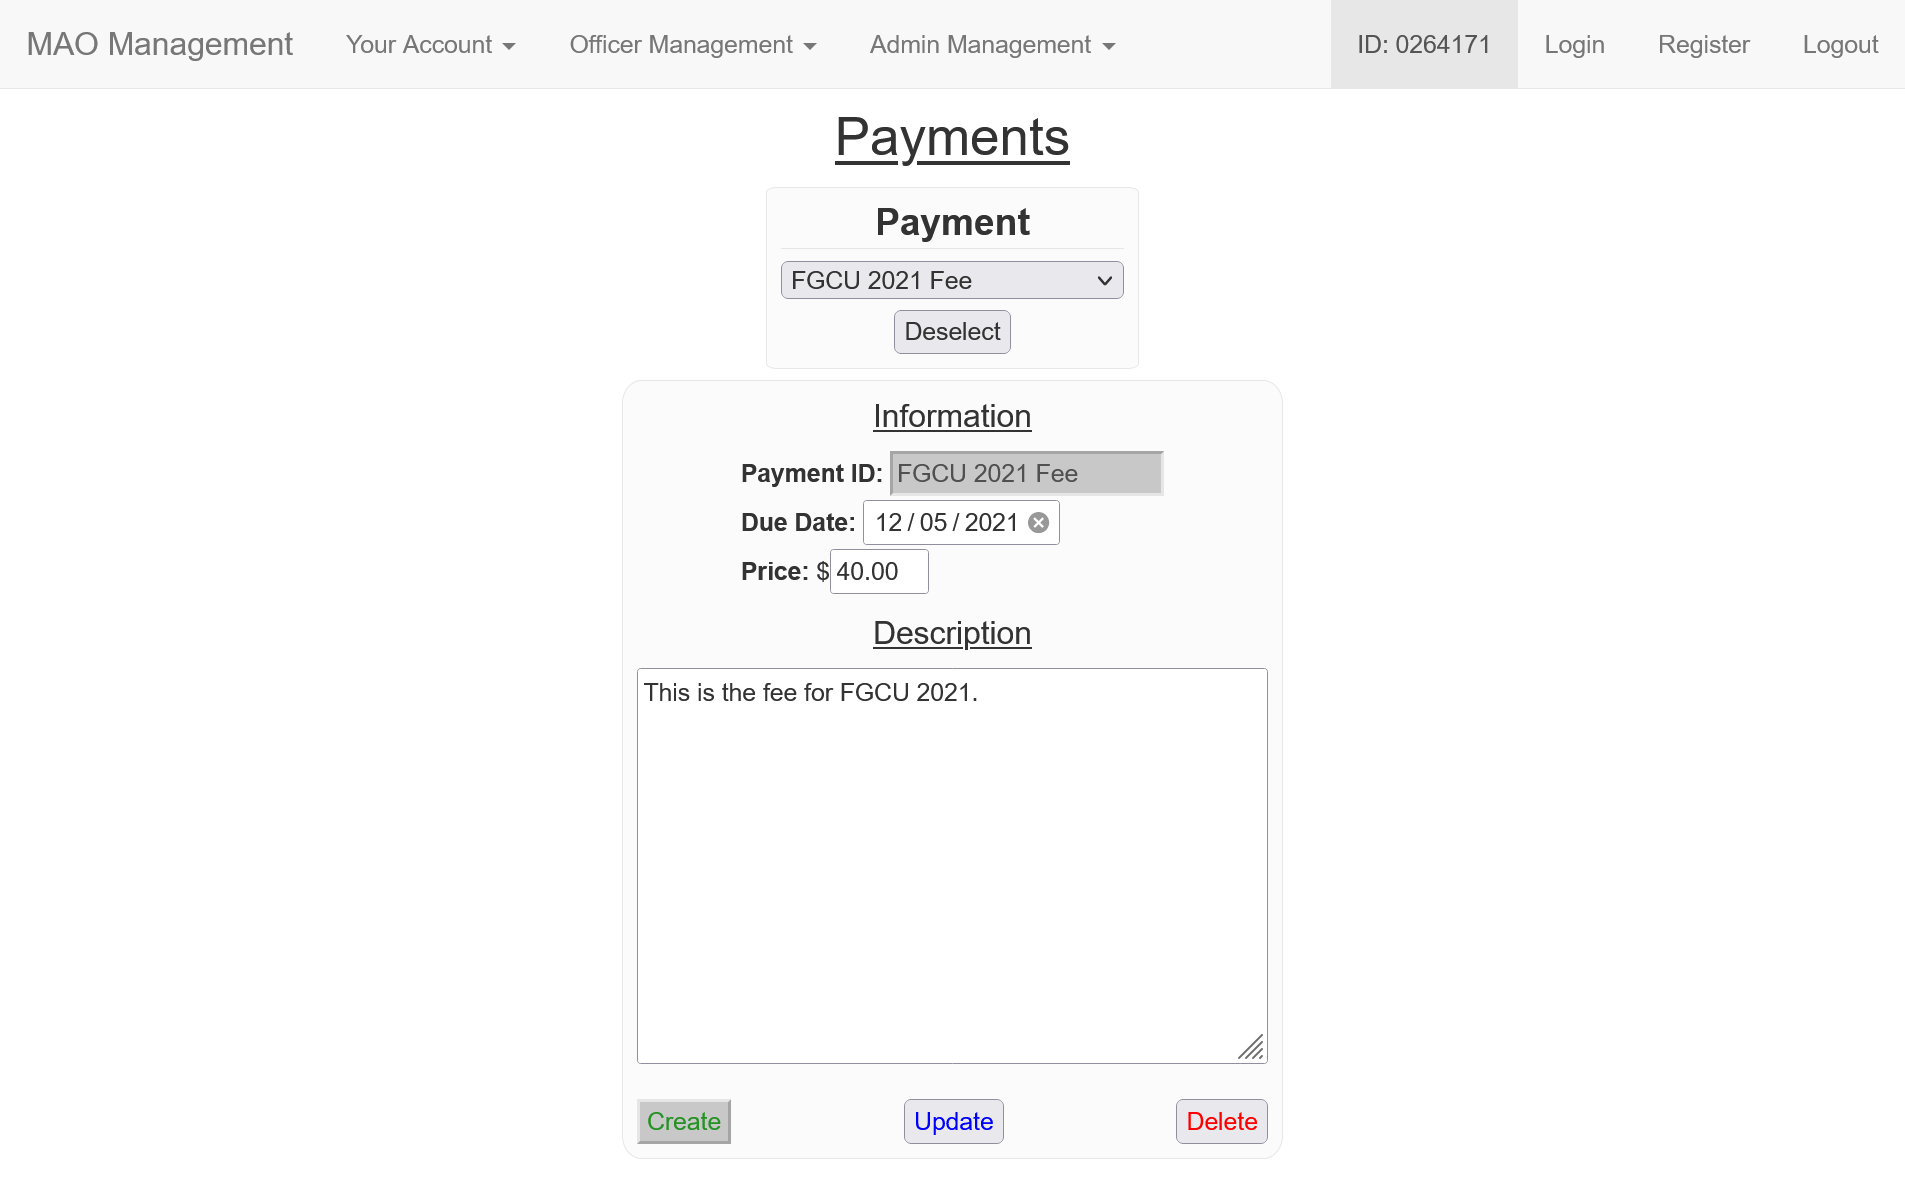 MAO Management Your Account Officer Management Admin Management ID: 0264171 Login Register Logout
Payments
Payment
FGCU 2021 Fee
Deselect
Information
Payment ID: FGCU 2021 Fee
Due Date: 12 / 05 / 2021
Price: $40.00
Description
This is the fee for FGCU 2021.
Create Update Delete